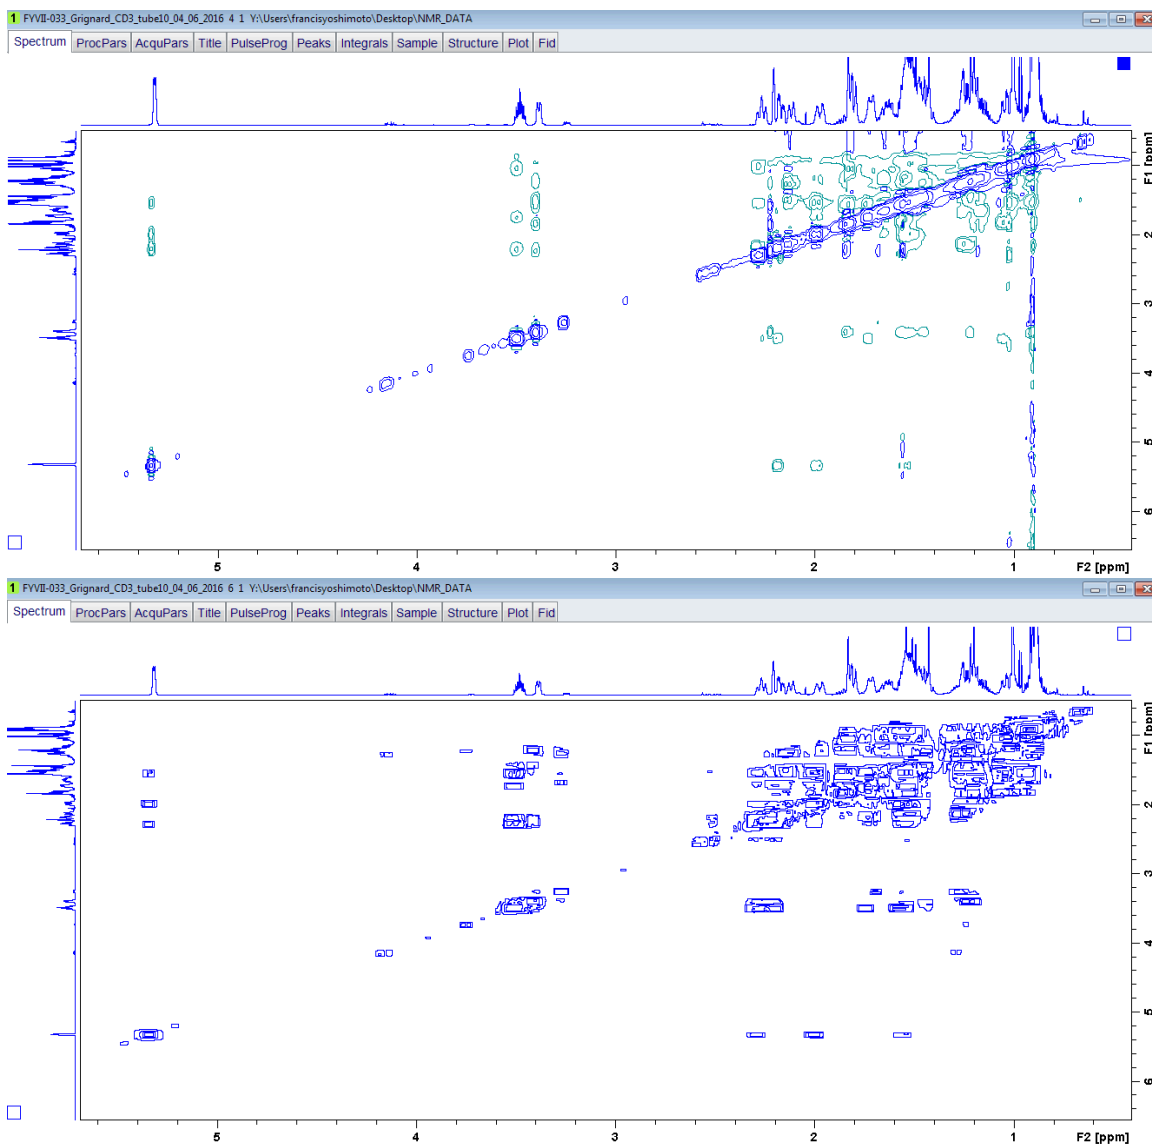 1 FYVII-033_Grignard_CD3_tube10_04_06_2016 4 1 Y:\Users\francisyoshimoto\Desktop\NMR_DATA
Spectrum ProcPars AcquPars Title PulseProg Peaks Integrals Sample Structure Plot Fid
F1 [ppm]
1
2
3
4
5
6
5 4 3 2 1 F2 [ppm]
1 FYVII-033_Grignard_CD3_tube10_04_06_2016 6 1 Y:\Users\francisyoshimoto\Desktop\NMR_DATA
Spectrum ProcPars AcquPars Title PulseProg Peaks Integrals Sample Structure Plot Fid
F1 [ppm]
1
2
3
4
5
6
5 4 3 2 1 F2 [ppm]